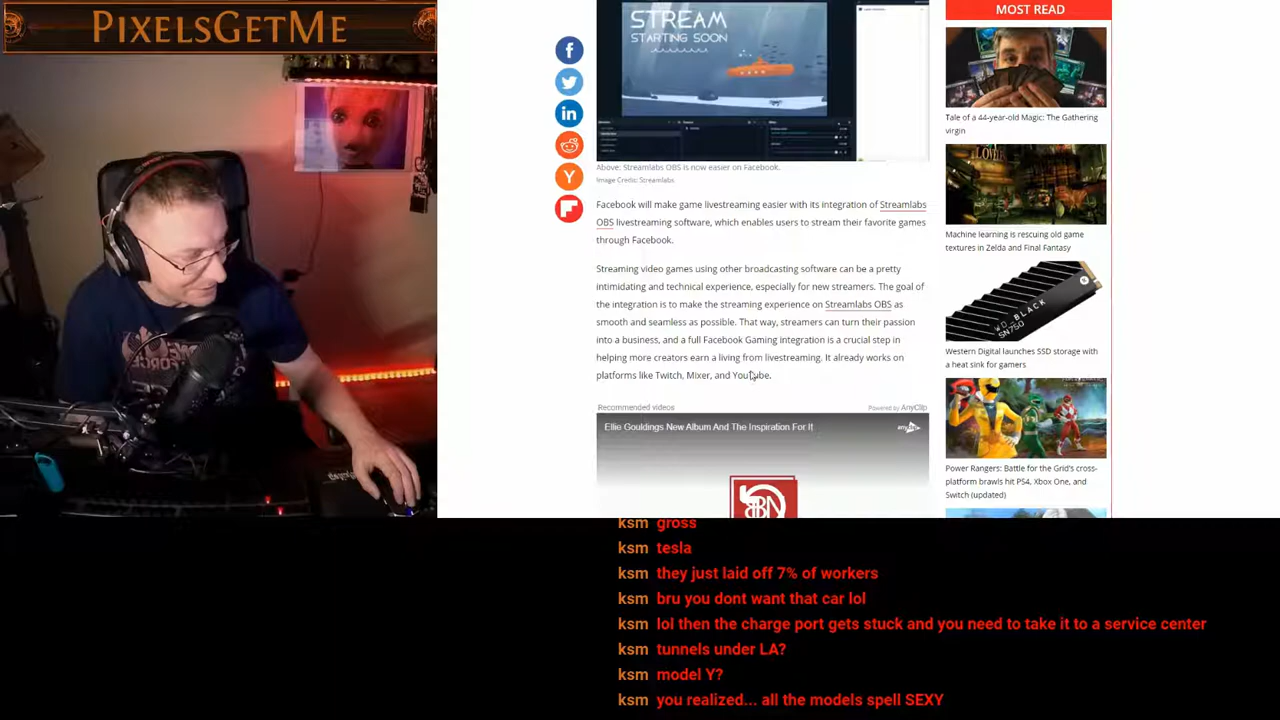 PIXELSGETME
STREAM
STARTING SOON
Above: Streamlabs OBS is now easier on Facebook.
Image Credit: Streamlabs
Facebook will make game livestreaming easier with its integration of Streamlabs
OBS livestreaming software, which enables users to stream their favorite games
through Facebook.
Streaming video games using other broadcasting software can be a pretty
intimidating and technical experience, especially for new streamers. The goal of
the integration is to make the streaming experience on Streamlabs OBS as
smooth and seamless as possible. That way, streamers can turn their passion
into a business, and a full Facebook Gaming integration is a crucial step in
helping more creators earn a living from livestreaming. It already works on
platforms like Twitch, Mixer, and YouTube.
Recommended videos
Powered by AnyClip
Ellie Gouldings New Album And The Inspiration For It
MOST READ
Tale of a 44-year-old Magic: The Gathering
virgin
Machine learning is rescuing old game
textures in Zelda and Final Fantasy
WD_BLACK
SN750
Western Digital launches SSD storage with
a heat sink for gamers
Power Rangers: Battle for the Grid's cross-
platform brawls hit PS4, Xbox One, and
Switch (updated)
ksm gross
ksm tesla
ksm they just laid off 7% of workers
ksm bru you dont want that car lol
ksm lol then the charge port gets stuck and you need to take it to a service center
ksm tunnels under LA?
ksm model Y?
ksm you realized... all the models spell SEXY